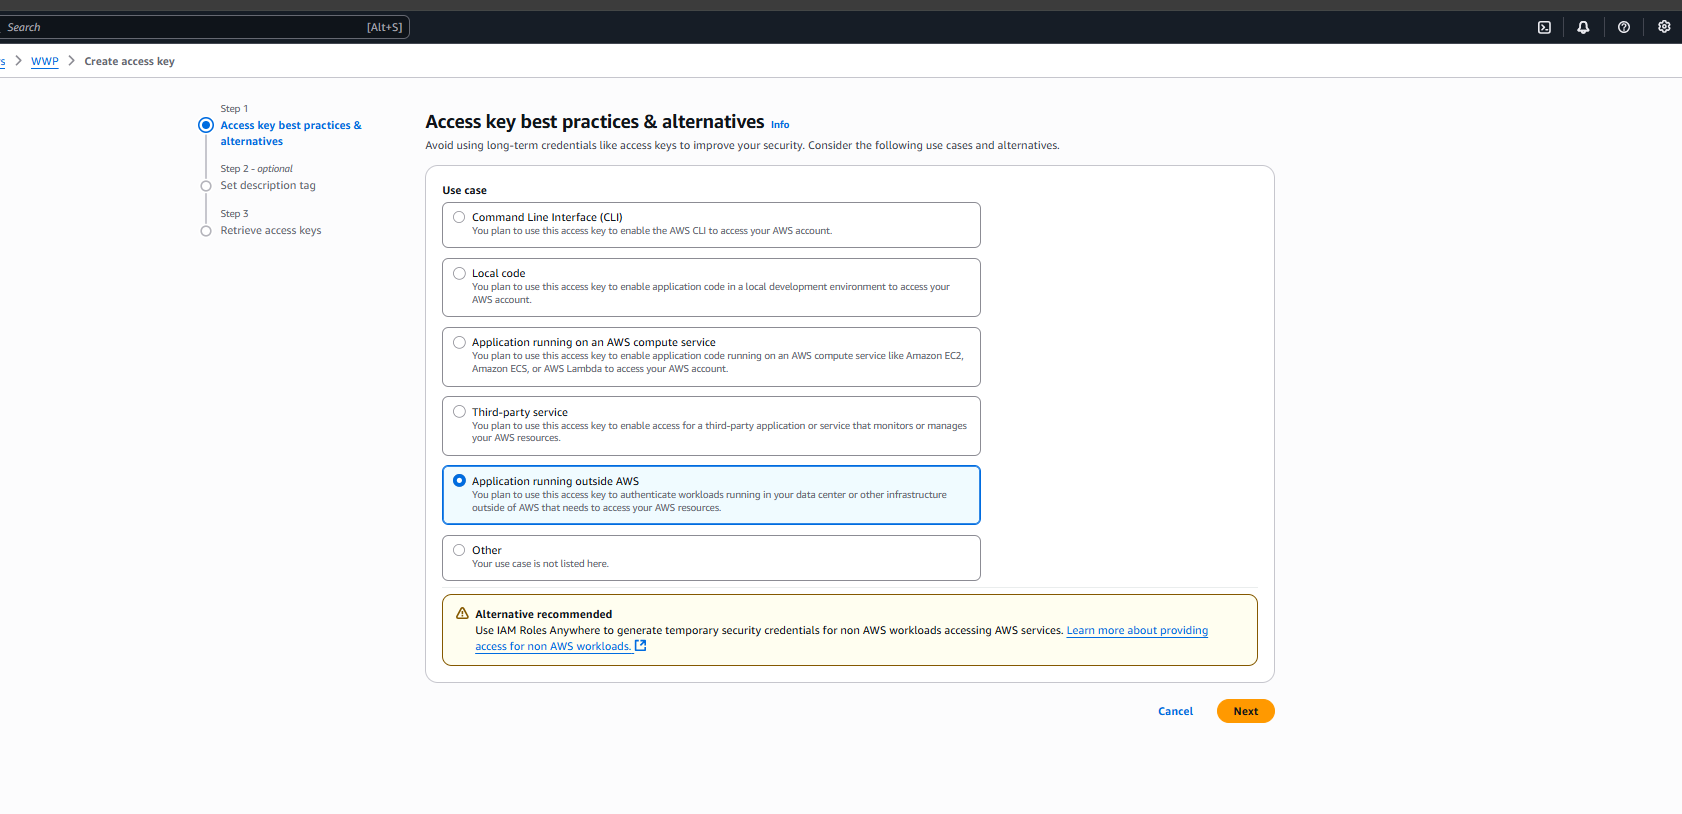 Search [Alt+S]
s > WWP > Create access key
Step 1
Access key best practices &
alternatives
Step 2 - optional
Set description tag
Step 3
Retrieve access keys
Access key best practices & alternatives Info
Avoid using long-term credentials like access keys to improve your security. Consider the following use cases and alternatives.
Use case
Command Line Interface (CLI)
You plan to use this access key to enable the AWS CLI to access your AWS account.
Local code
You plan to use this access key to enable application code in a local development environment to access your
AWS account.
Application running on an AWS compute service
You plan to use this access key to enable application code running on an AWS compute service like Amazon EC2,
Amazon ECS, or AWS Lambda to access your AWS account.
Third-party service
You plan to use this access key to enable access for a third-party application or service that monitors or manages
your AWS resources.
Application running outside AWS
You plan to use this access key to authenticate workloads running in your data center or other infrastructure
outside of AWS that needs to access your AWS resources.
Other
Your use case is not listed here.
Alternative recommended
Use IAM Roles Anywhere to generate temporary security credentials for non AWS workloads accessing AWS services. Learn more about providing
access for non AWS workloads.
Cancel Next